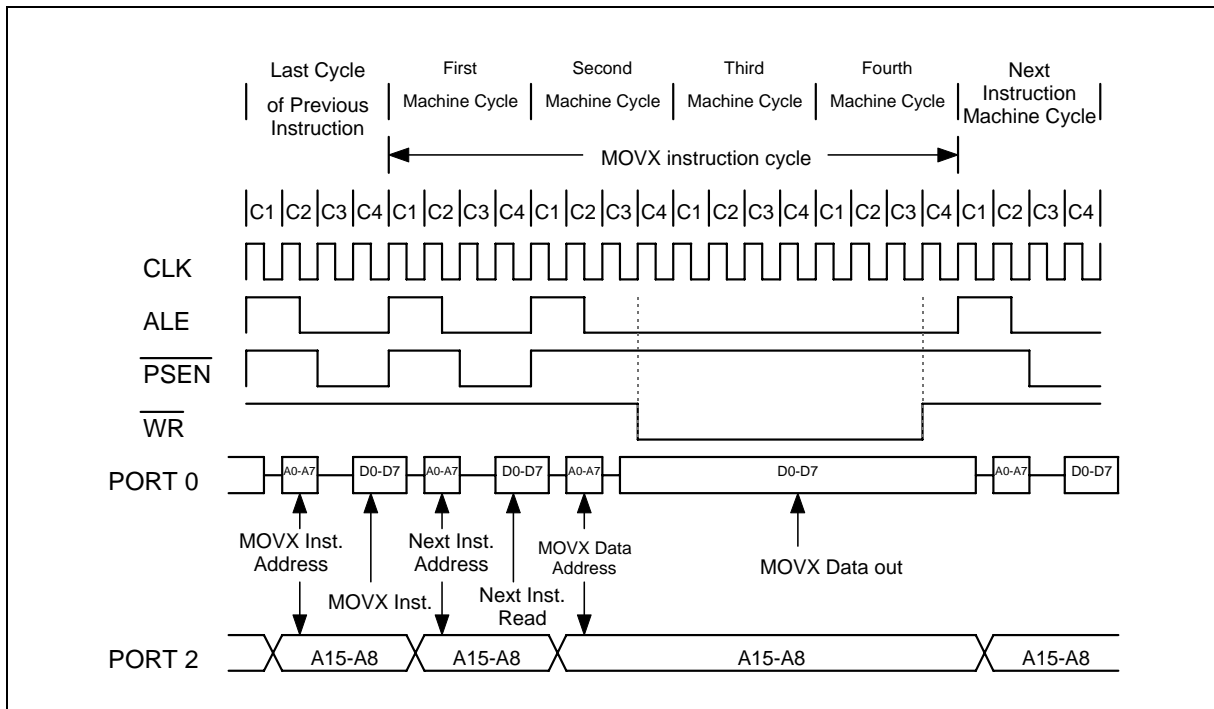 Last Cycle
of Previous
Instruction
First
Machine Cycle
Second
Machine Cycle
Third
Machine Cycle
Fourth
Machine Cycle
Next
Instruction
Machine Cycle
MOVX instruction cycle
C1 C2 C3 C4 C1 C2 C3 C4 C1 C2 C3 C4 C1 C2 C3 C4 C1 C2 C3 C4 C1 C2 C3 C4
CLK
ALE
PSEN
WR
PORT 0
A0-A7 D0-D7 A0-A7 D0-D7 A0-A7 D0-D7 A0-A7 D0-D7
MOVX Inst.
Address
MOVX Inst.
Next Inst.
Address
Next Inst.
Read
MOVX Data
Address
MOVX Data out
PORT 2
A15-A8 A15-A8 A15-A8 A15-A8